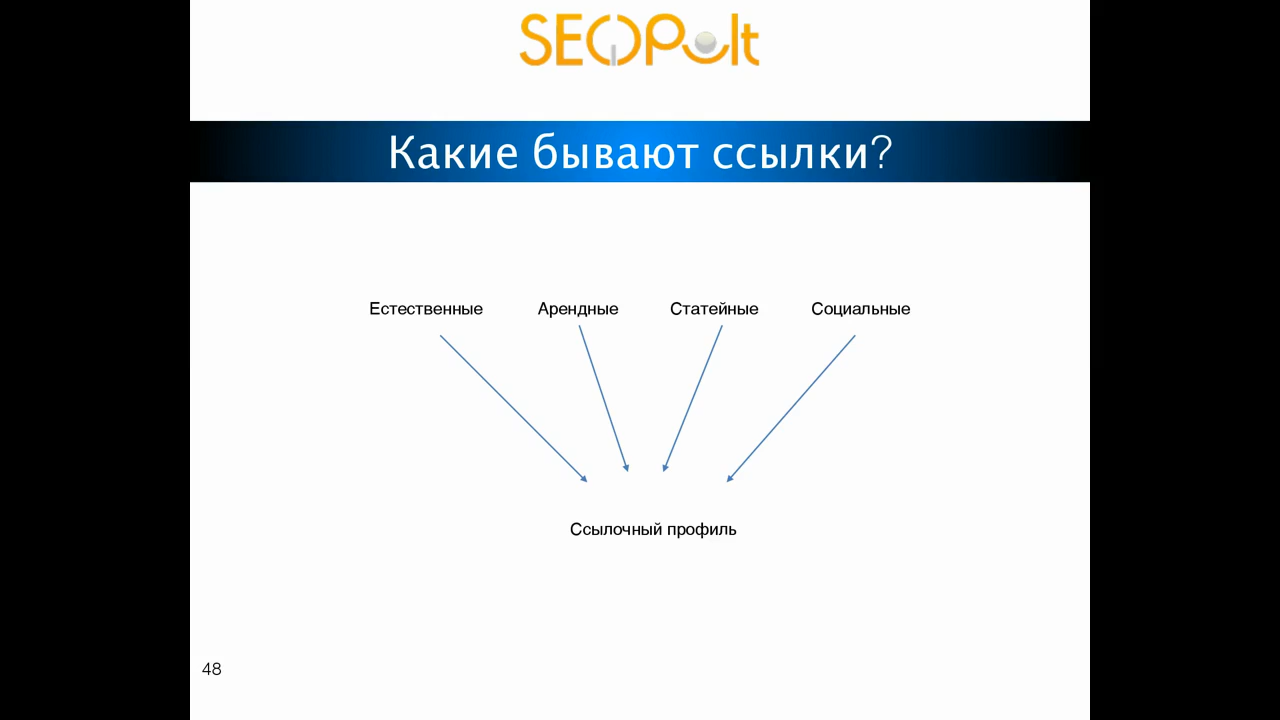 SEOPult
Какие бывают ссылки?
Естественные Арендные Статейные Социальные
Ссылочный профиль
48